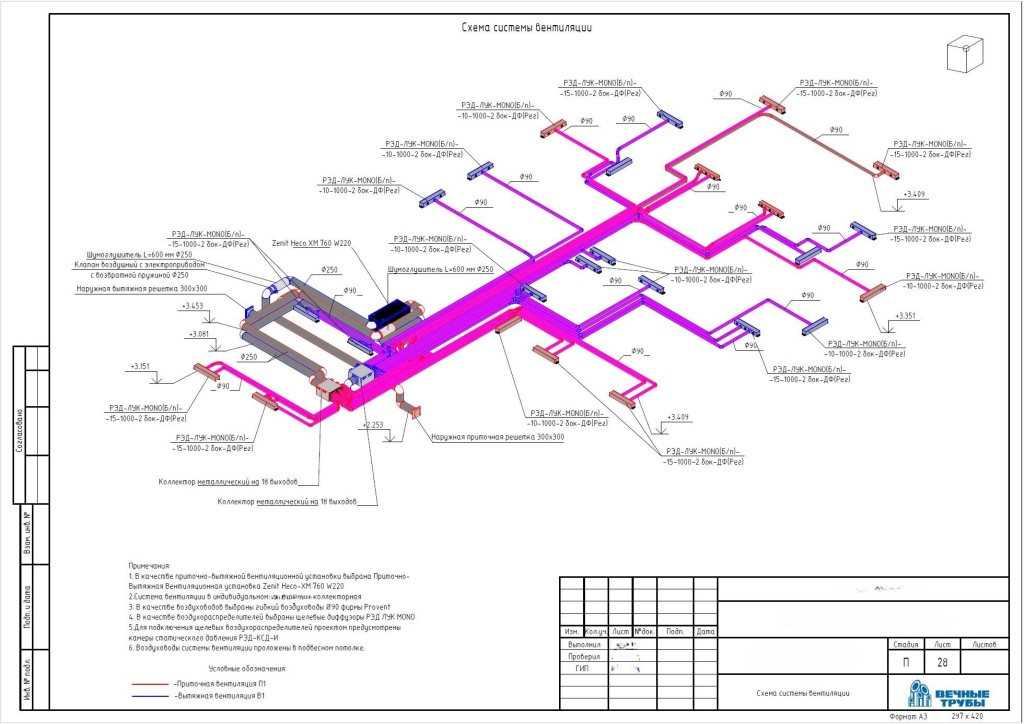 Схема системы вентиляции
РЭД-ЛУК-MONO(Б/п)-
-15-1000-2 бок-ДФ(Рег)
РЭД-ЛУК-MONO(Б/п)-
-15-1000-2 бок-ДФ(Рег)
Ø90
РЭД-ЛУК-MONO(Б/п)-
-10-1000-2 бок-ДФ(Рег)
Ø90
Ø90
Ø90
РЭД-ЛУК-MONO(Б/п)-
-10-1000-2 бок-ДФ(Рег)
РЭД-ЛУК-MONO(Б/п)-
-15-1000-2 бок-ДФ(Рег)
Ø90
РЭД-ЛУК-MONO(Б/п)-
-10-1000-2 бок-ДФ(Рег)
Ø90
Ø90
+3.409
Ø90
РЭД-ЛУК-MONO(Б/п)-
-15-1000-2 бок-ДФ(Рег)
Zenit Heco XM 760 W220
РЭД-ЛУК-MONO(Б/п)-
-10-1000-2 бок-ДФ(Рег)
Ø90
РЭД-ЛУК-MONO(Б/п)-
-15-1000-2 бок-ДФ(Рег)
Шумоглушитель L=600 мм Ø250
Клапан воздушный с электроприводом
с возвратной пружиной Ø250
Наружная вытяжная решетка 300х300
Ø250
Шумоглушитель L=600 мм Ø250
РЭД-ЛУК-MONO(Б/п)-
-10-1000-2 бок-ДФ(Рег)
Ø90
РЭД-ЛУК-MONO(Б/п)-
-10-1000-2 бок-ДФ(Рег)
Ø90
Ø90
Ø90
+3.453
+3.081
+3.351
Ø250
Ø90
Ø90
РЭД-ЛУК-MONO(Б/п)-
-10-1000-2 бок-ДФ(Рег)
+3.151
Ø90
РЭД-ЛУК-MONO(Б/п)-
-15-1000-2 бок-ДФ(Рег)
РЭД-ЛУК-MONO(Б/п)-
-15-1000-2 бок-ДФ(Рег)
РЭД-ЛУК-MONO(Б/п)-
-10-1000-2 бок-ДФ(Рег)
+3.409
+2.253
Наружная приточная решетка 300х300
РЭД-ЛУК-MONO(Б/п)-
-15-1000-2 бок-ДФ(Рег)
РЭД-ЛУК-MONO(Б/п)-
-15-1000-2 бок-ДФ(Рег)
Коллектор металлический на 18 выходов
Коллектор металлический на 18 выходов
Примечания:
1. В качестве приточно-вытяжной вентиляционной установки выбрана Приточно-
Вытяжная Вентиляционная установка Zenit Heco-XM 760 W220
2.Система вентиляции в индивидуальном коллекторная
3. В качестве воздуховодов выбраны гибкий воздуховоды Ø90 фирмы Provent
4. В качестве воздухораспределителей выбраны щелевые диффузоры РЭД ЛУК MONO
5.Для подключения щелевых воздухораспределителей проектом предусмотрены
камеры статического давления РЭД-КСД-И
6. Воздуховоды системы вентиляции проложены в подвесном потолке.
Условные обозначения:
-Приточная вентиляция П1
-Вытяжная вентиляция В1
Согласовано
Взам. инв. №
Подп. и дата
Инв. № подл.
Изм. Колуч. Лист №док. Подп. Дата
Выполнил
Проверил
ГИП
Стадия Лист Листов
П 28
Схема системы вентиляции
ВЕЧНЫЕ
ТРУБЫ
Формат А3 297 x 420